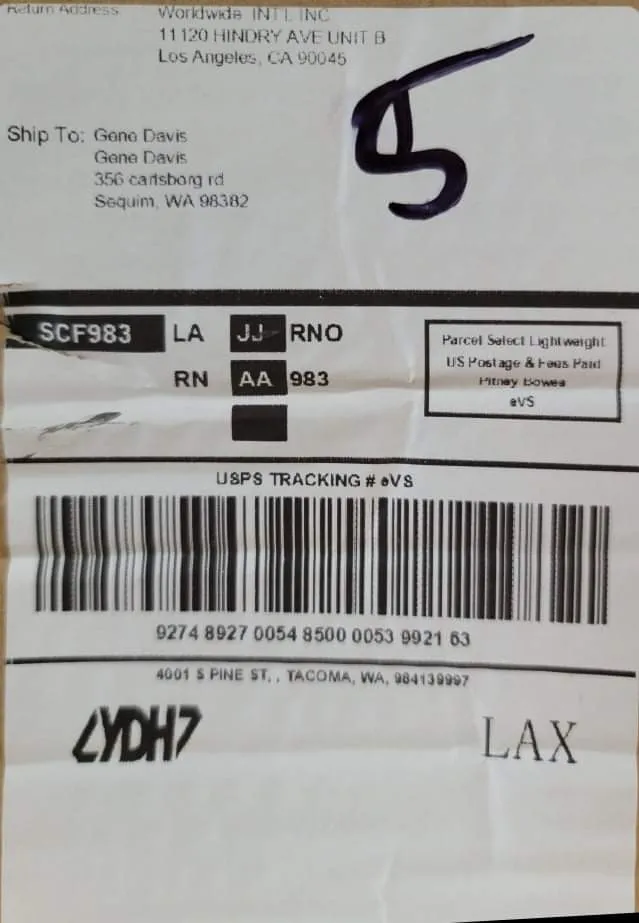 Return Address:
Worldwide INT'L INC
11120 HINDRY AVE UNIT B
Los Angeles, CA 90045
5
Ship To: Gene Davis
Gene Davis
356 carlsborg rd
Sequim, WA 98382
SCF983 LA JJ RNO
RN AA 983
Parcel Select Lightweight
US Postage & Fees Paid
Pitney Bowes
eVS
USPS TRACKING # eVS
9274 8927 0054 8500 0053 9921 63
4001 S PINE ST, , TACOMA, WA, 984139997
YDH
LAX